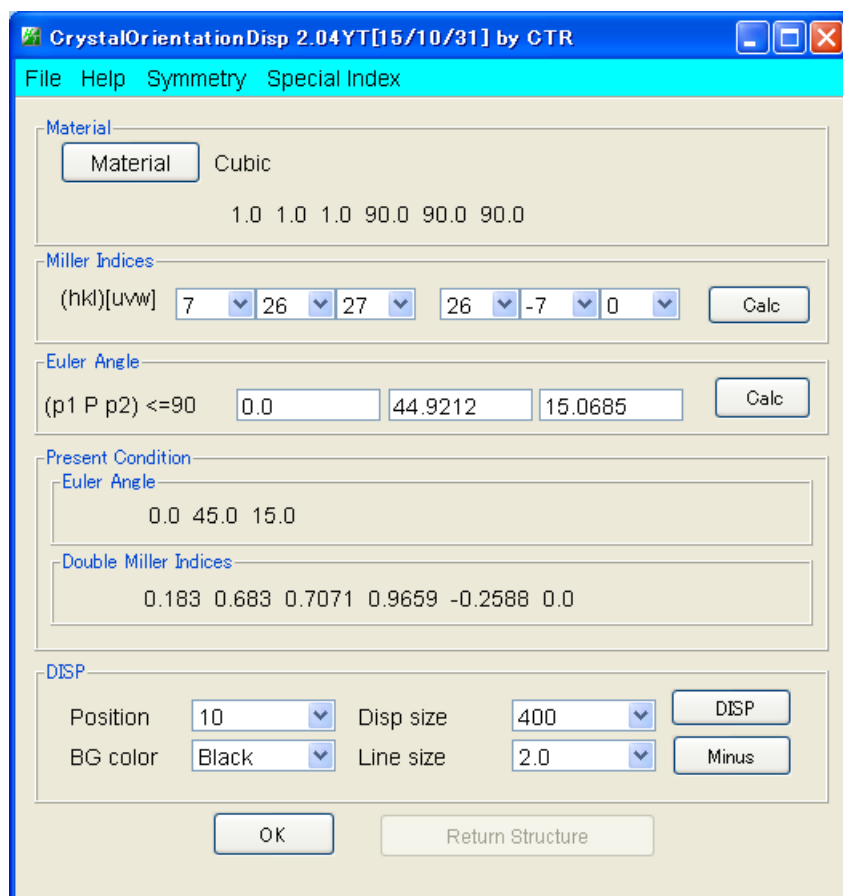 CrystalOrientationDisp 2.04YT[15/10/31] by CTR
File Help Symmetry Special Index
Material
Material Cubic
1.0 1.0 1.0 90.0 90.0 90.0
Miller Indices
(hkl)[uvw] 7 26 27 26 -7 0 Calc
Euler Angle
(p1 P p2) <=90 0.0 44.9212 15.0685 Calc
Present Condition
Euler Angle
0.0 45.0 15.0
Double Miller Indices
0.183 0.683 0.7071 0.9659 -0.2588 0.0
DISP
Position 10 Disp size 400 DISP
BG color Black Line size 2.0 Minus
OK Return Structure